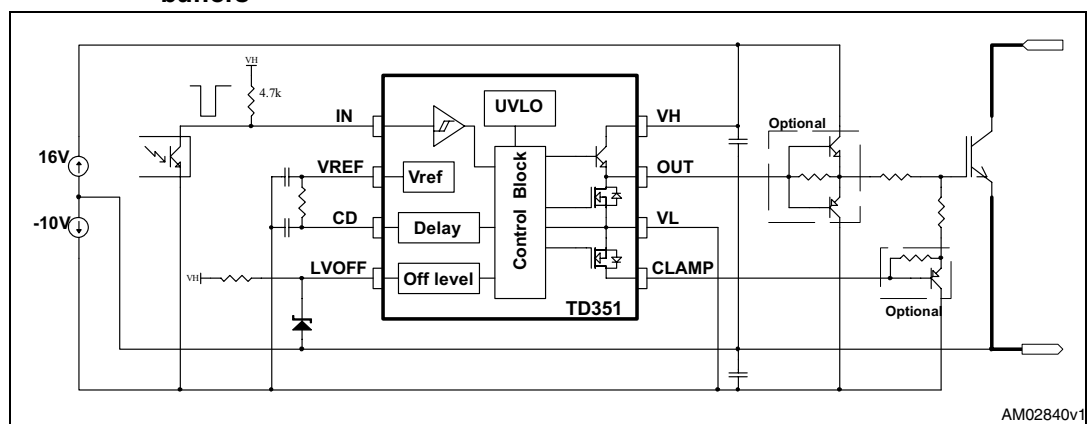 VH
4.7k
IN
UVLO
VH
Optional
16V
VREF
Vref
OUT
Control Block
-10V
CD
Delay
VL
VH
LVOFF
Off level
CLAMP
TD351
Optional
AM02840v1